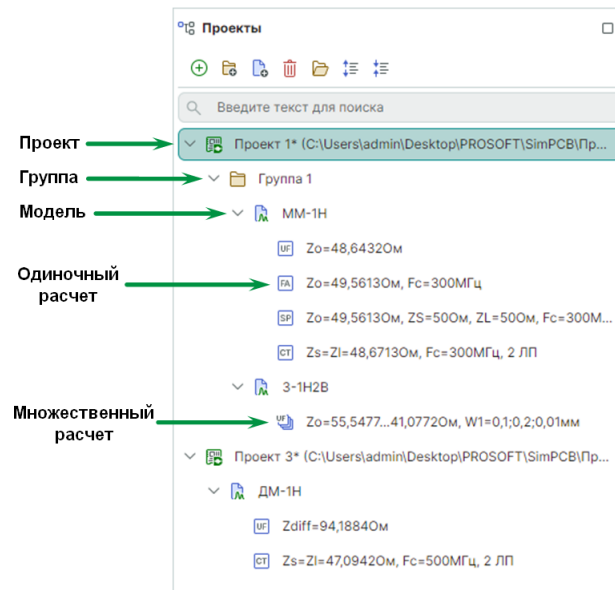 Проекты
Введите текст для поиска
Проект
Проект 1* (C:\Users\admin\Desktop\PROSOFT\SimPCB\Пр...
Группа
Группа 1
Модель
ММ-1Н
UF Zo=48,6432Ом
Одиночный
расчет
FA Zo=49,5613Ом, Fc=300МГц
SP Zo=49,5613Ом, ZS=50Ом, ZL=50Ом, Fc=300М...
CT Zs=Zl=48,6713Ом, Fc=300МГц, 2 ЛП
З-1Н2В
Множественный
расчет
UF Zo=55,5477...41,0772Ом, W1=0,1;0,2;0,01мм
Проект 3* (C:\Users\admin\Desktop\PROSOFT\SimPCB\Пр...
ДМ-1Н
UF Zdiff=94,1884Ом
CT Zs=Zl=47,0942Ом, Fc=500МГц, 2 ЛП